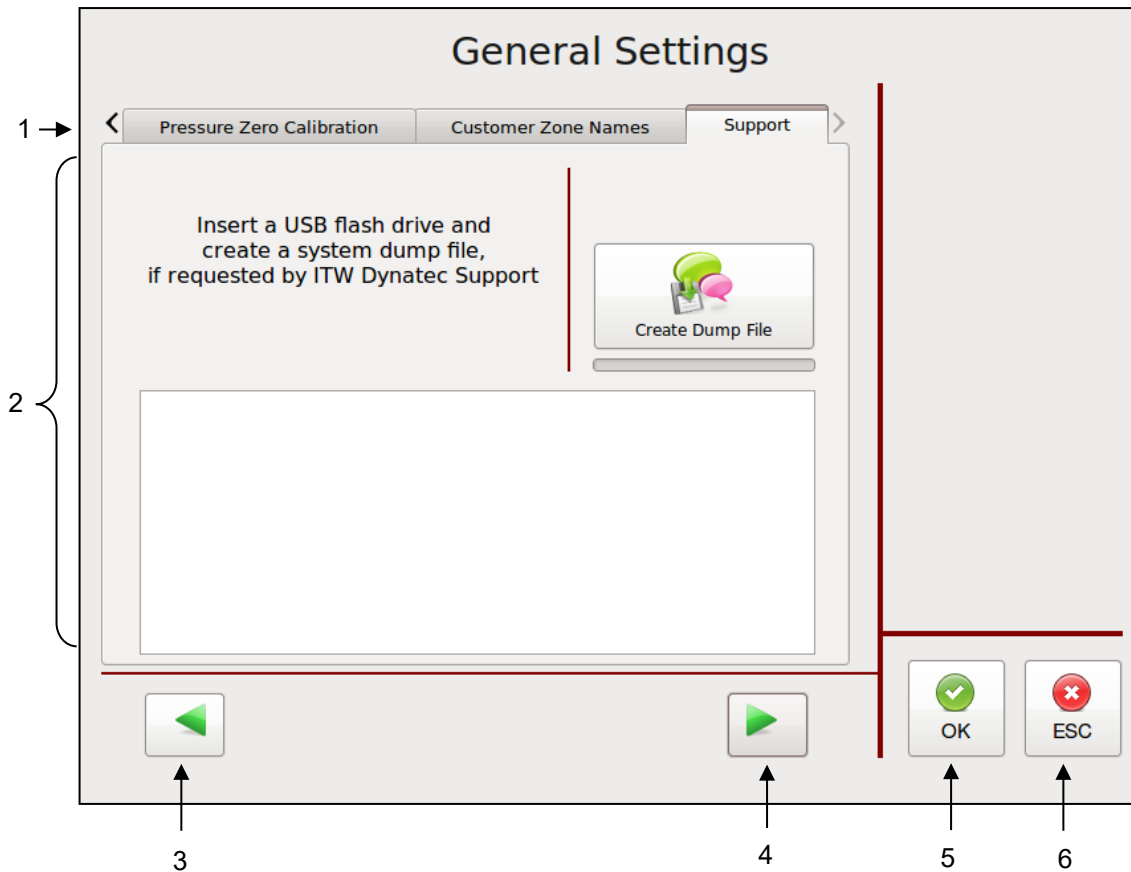 General Settings
1
Pressure Zero Calibration
Customer Zone Names
Support
2
Insert a USB flash drive and
create a system dump file,
if requested by ITW Dynatec Support
Create Dump File
OK
ESC
3
4
5
6